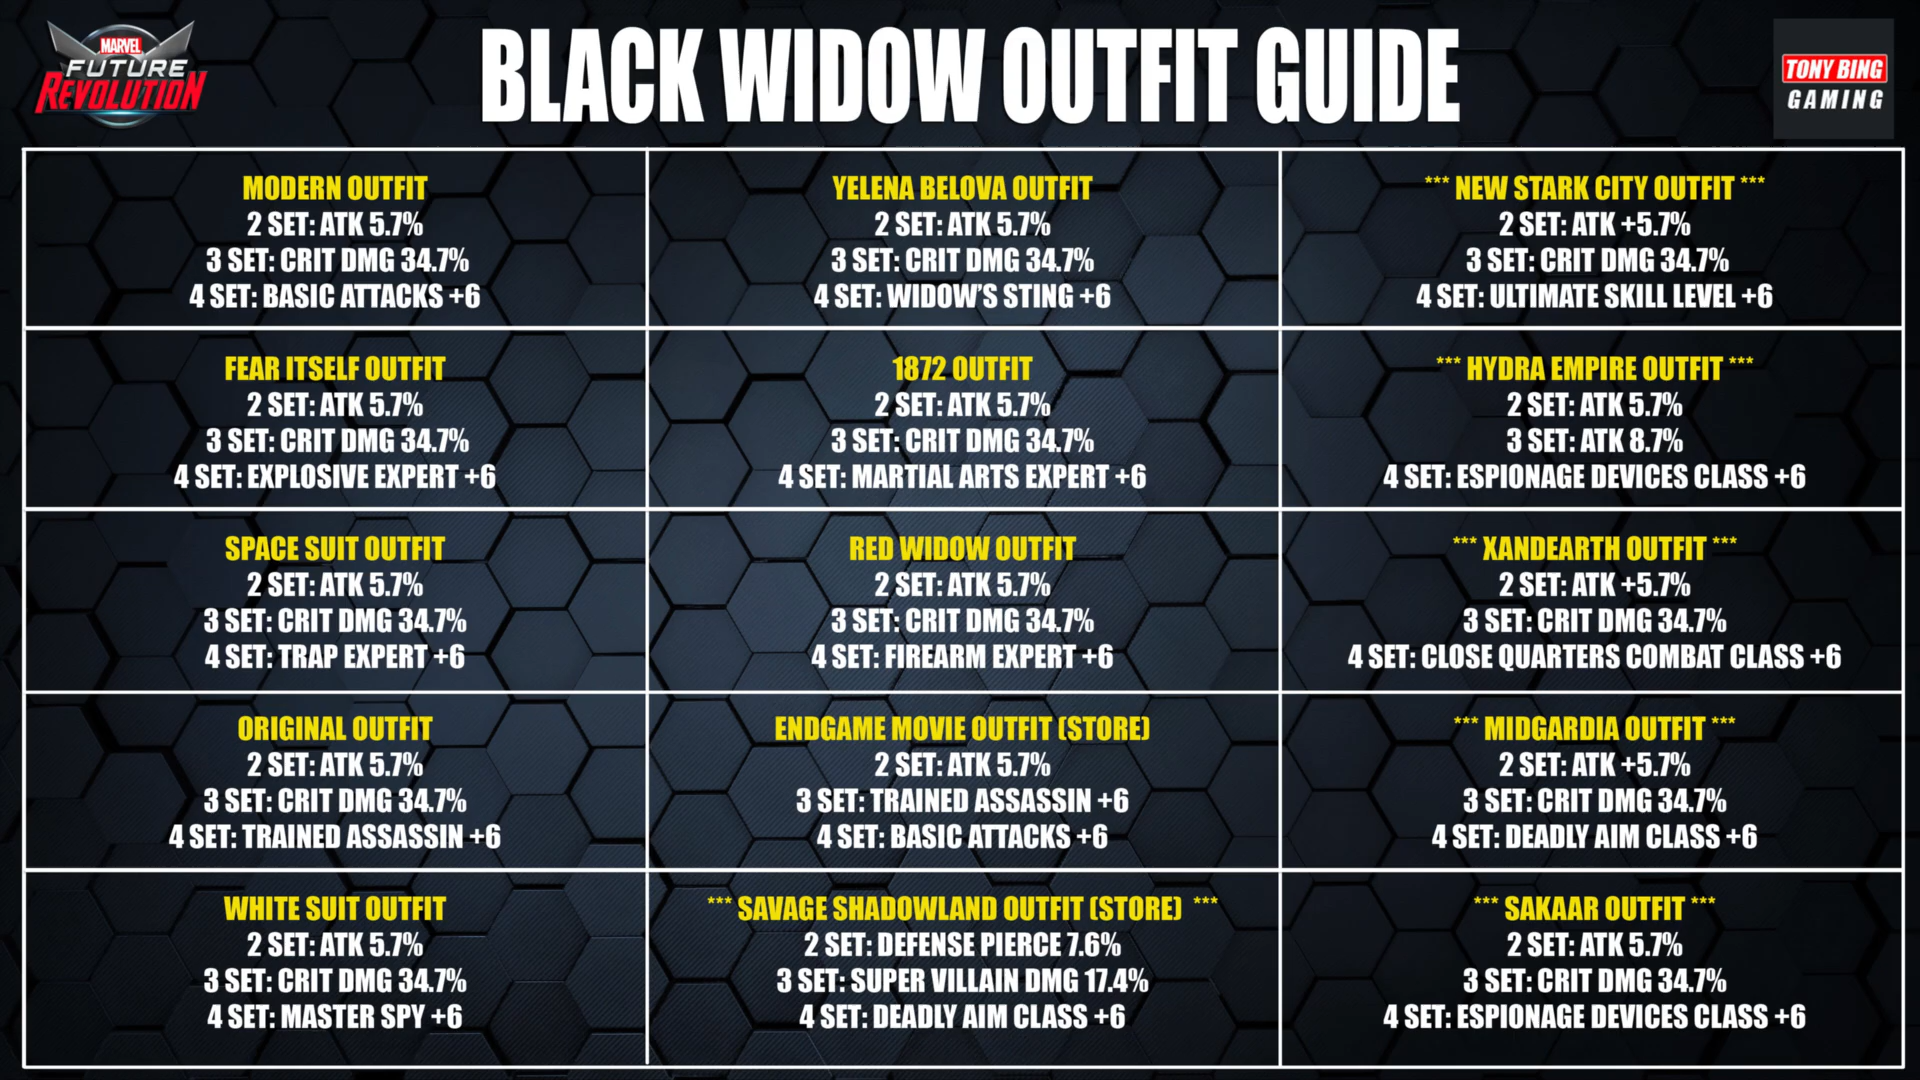 MARVEL
FUTURE
REVOLUTION
BLACK WIDOW OUTFIT GUIDE
TONY BING
GAMING
MODERN OUTFIT
2 SET: ATK 5.7%
3 SET: CRIT DMG 34.7%
4 SET: BASIC ATTACKS +6
YELENA BELOVA OUTFIT
2 SET: ATK 5.7%
3 SET: CRIT DMG 34.7%
4 SET: WIDOW'S STING +6
*** NEW STARK CITY OUTFIT ***
2 SET: ATK +5.7%
3 SET: CRIT DMG 34.7%
4 SET: ULTIMATE SKILL LEVEL +6
FEAR ITSELF OUTFIT
2 SET: ATK 5.7%
3 SET: CRIT DMG 34.7%
4 SET: EXPLOSIVE EXPERT +6
1872 OUTFIT
2 SET: ATK 5.7%
3 SET: CRIT DMG 34.7%
4 SET: MARTIAL ARTS EXPERT +6
*** HYDRA EMPIRE OUTFIT ***
2 SET: ATK 5.7%
3 SET: ATK 8.7%
4 SET: ESPIONAGE DEVICES CLASS +6
SPACE SUIT OUTFIT
2 SET: ATK 5.7%
3 SET: CRIT DMG 34.7%
4 SET: TRAP EXPERT +6
RED WIDOW OUTFIT
2 SET: ATK 5.7%
3 SET: CRIT DMG 34.7%
4 SET: FIREARM EXPERT +6
*** XANDEARTH OUTFIT ***
2 SET: ATK +5.7%
3 SET: CRIT DMG 34.7%
4 SET: CLOSE QUARTERS COMBAT CLASS +6
ORIGINAL OUTFIT
2 SET: ATK 5.7%
3 SET: CRIT DMG 34.7%
4 SET: TRAINED ASSASSIN +6
ENDGAME MOVIE OUTFIT (STORE)
2 SET: ATK 5.7%
3 SET: TRAINED ASSASSIN +6
4 SET: BASIC ATTACKS +6
*** MIDGARDIA OUTFIT ***
2 SET: ATK +5.7%
3 SET: CRIT DMG 34.7%
4 SET: DEADLY AIM CLASS +6
WHITE SUIT OUTFIT
2 SET: ATK 5.7%
3 SET: CRIT DMG 34.7%
4 SET: MASTER SPY +6
*** SAVAGE SHADOWLAND OUTFIT (STORE) ***
2 SET: DEFENSE PIERCE 7.6%
3 SET: SUPER VILLAIN DMG 17.4%
4 SET: DEADLY AIM CLASS +6
*** SAKAAR OUTFIT ***
2 SET: ATK 5.7%
3 SET: CRIT DMG 34.7%
4 SET: ESPIONAGE DEVICES CLASS +6